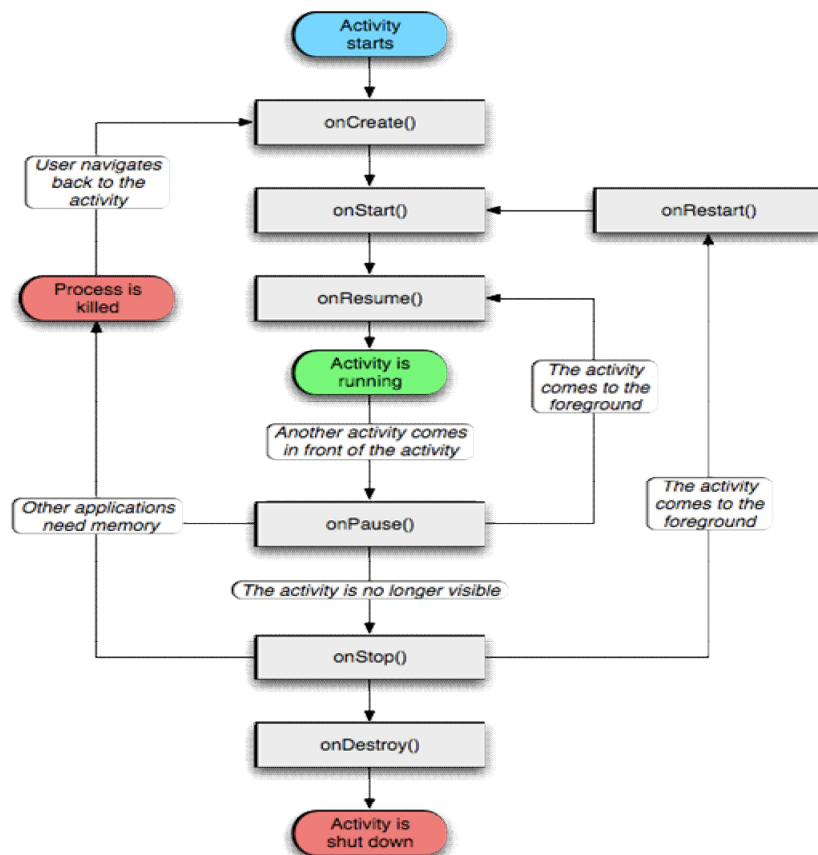 Activity
starts
onCreate()
User navigates
back to the
activity
onStart()
onRestart()
Process is
killed
onResume()
Activity is
running
The activity
comes to the
foreground
Another activity comes
in front of the activity
Other applications
need memory
onPause()
The activity
comes to the
foreground
The activity is no longer visible
onStop()
onDestroy()
Activity is
shut down